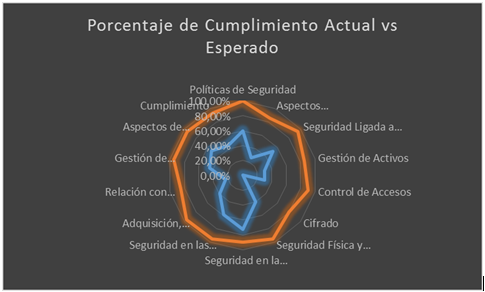 Porcentaje de Cumplimiento Actual vs
Esperado
Políticas de Seguridad
100,00%
80,00%
60,00%
40,00%
20,00%
0,00%
Aspectos...
Seguridad Ligada a...
Gestión de Activos
Control de Accesos
Cifrado
Seguridad Física y...
Seguridad en la...
Seguridad en las...
Adquisición,...
Relación con...
Gestión de...
Aspectos de...
Cumplimiento